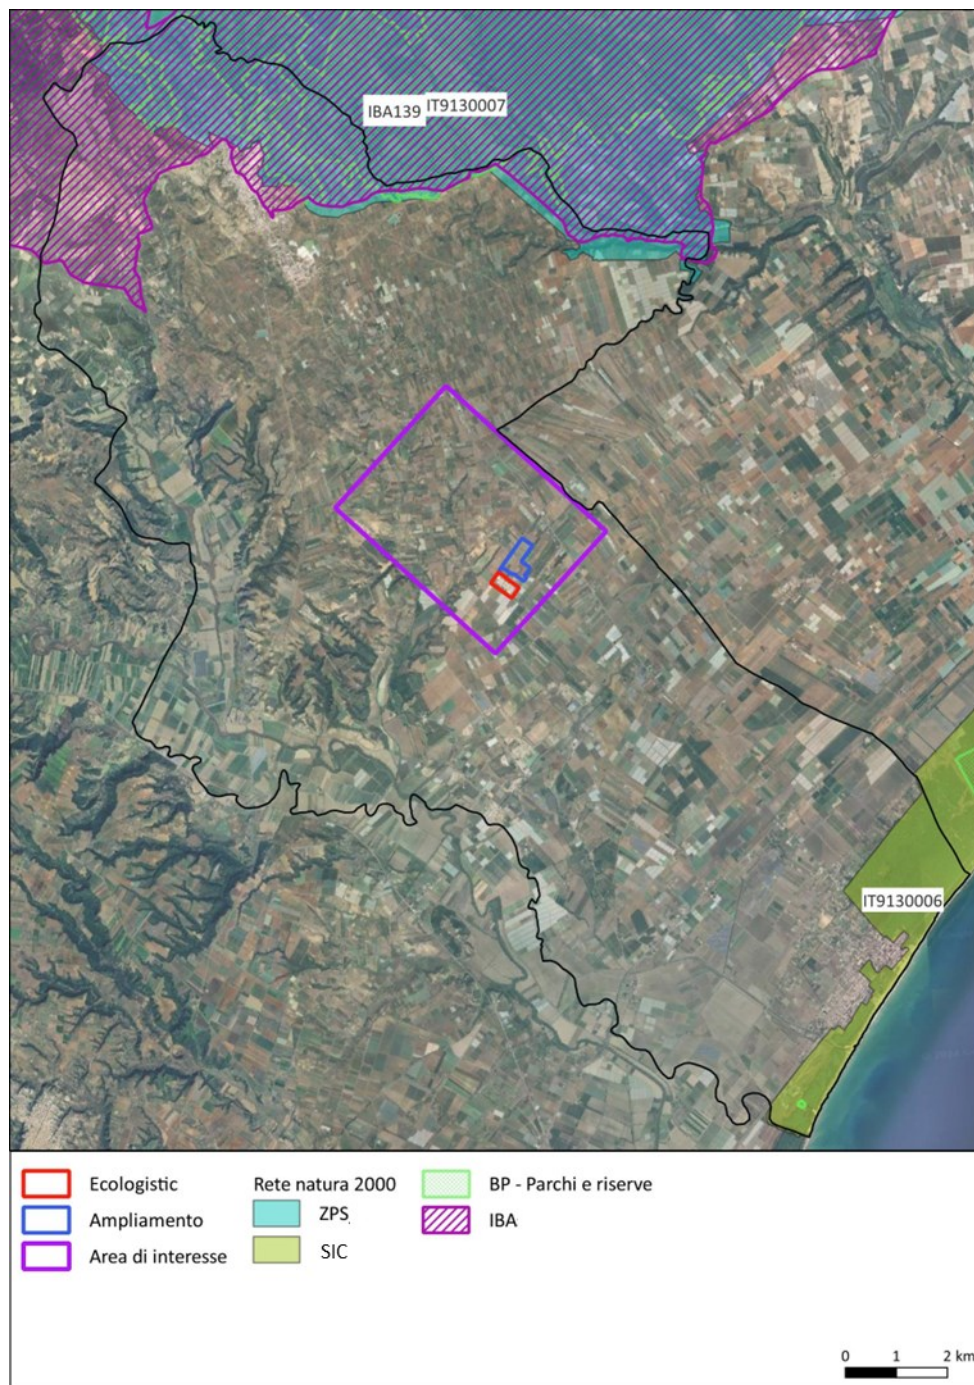 IBA139 IT9130007
IT9130006
Ecologistic
Ampliamento
Area di interesse
Rete natura 2000
ZPS
SIC
BP - Parchi e riserve
IBA
0 1 2 km